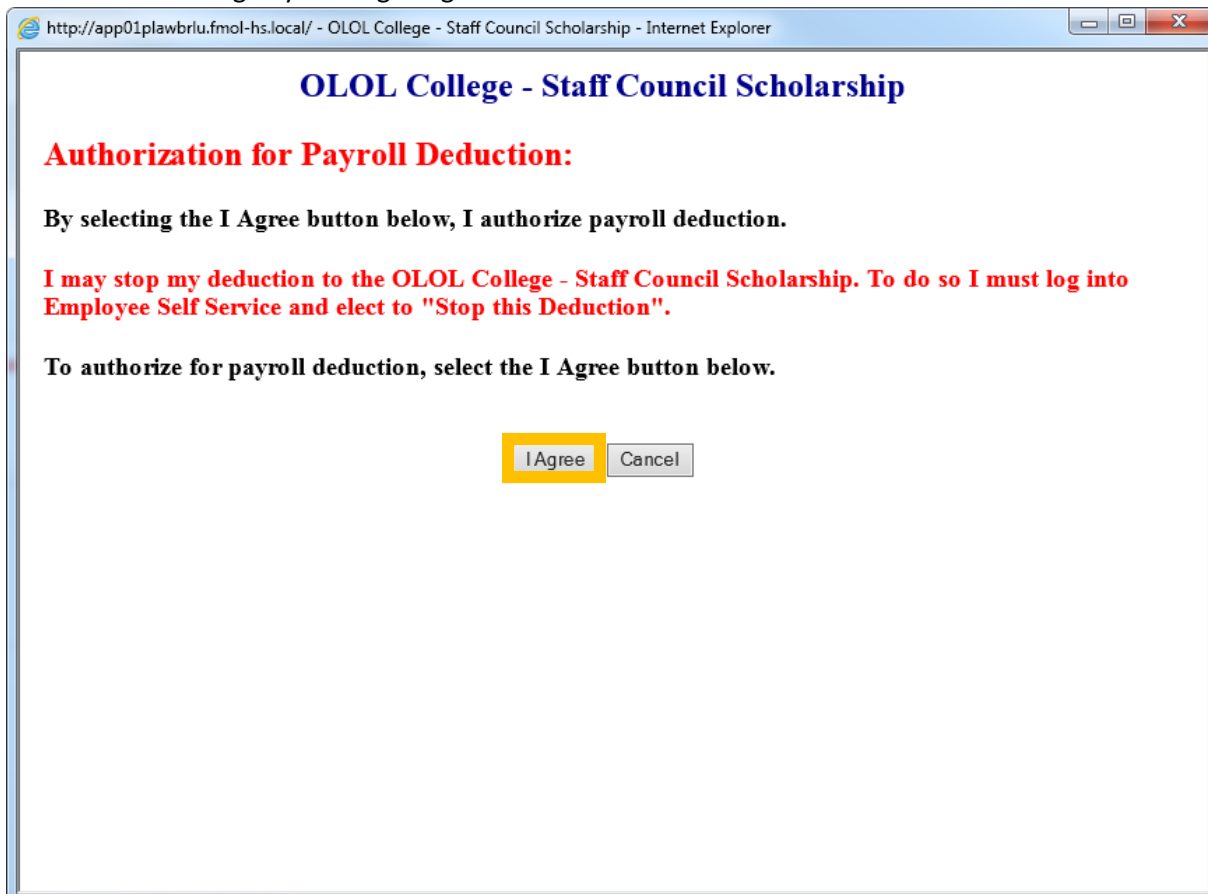 http://app01plawbrlu.fmol-hs.local/ - OLOL College - Staff Council Scholarship - Internet Explorer
OLOL College - Staff Council Scholarship
Authorization for Payroll Deduction:
By selecting the I Agree button below, I authorize payroll deduction.
I may stop my deduction to the OLOL College - Staff Council Scholarship. To do so I must log into
Employee Self Service and elect to "Stop this Deduction".
To authorize for payroll deduction, select the I Agree button below.
I Agree Cancel